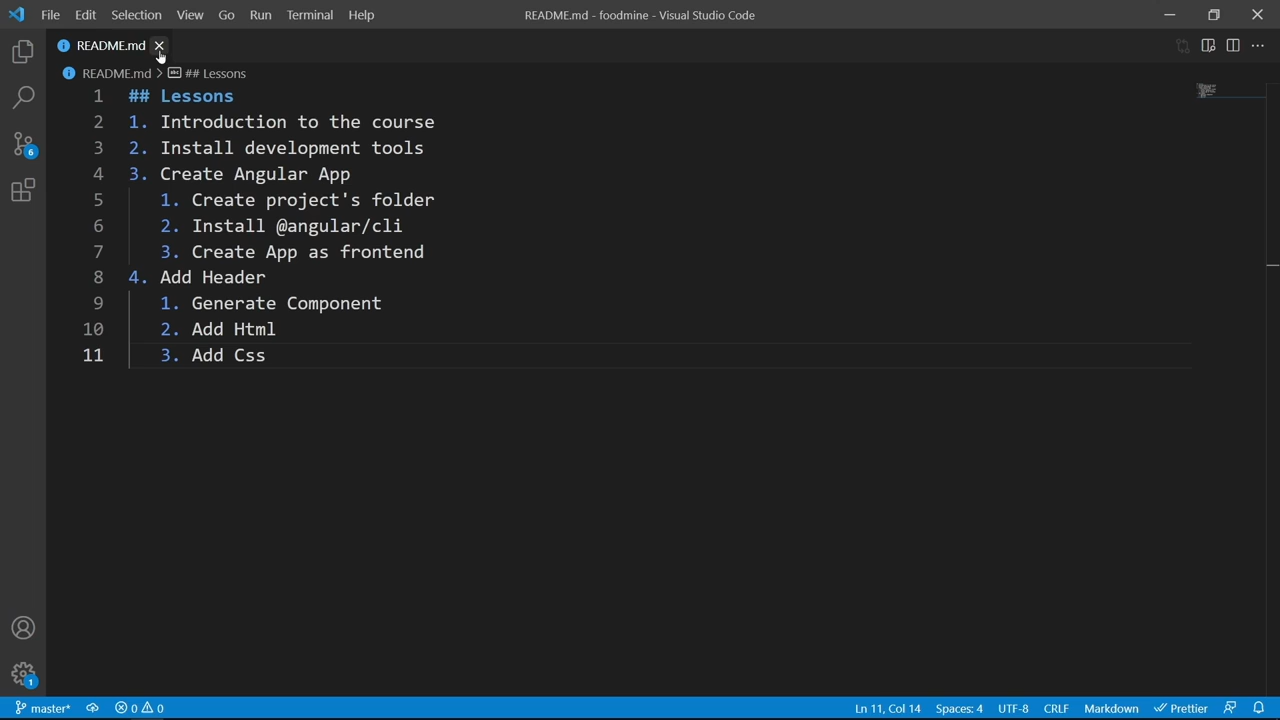 File Edit Selection View Go Run Terminal Help README.md - foodmine - Visual Studio Code
README.md
README.md > ## Lessons
1 ## Lessons
2 1. Introduction to the course
3 2. Install development tools
4 3. Create Angular App
5 1. Create project's folder
6 2. Install @angular/cli
7 3. Create App as frontend
8 4. Add Header
9 1. Generate Component
10 2. Add Html
11 3. Add Css
6
1
master* 0 0 Ln 11, Col 14 Spaces: 4 UTF-8 CRLF Markdown Prettier